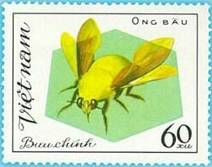 ONG BẦU
Việt nam
Bưu chính
60 XU